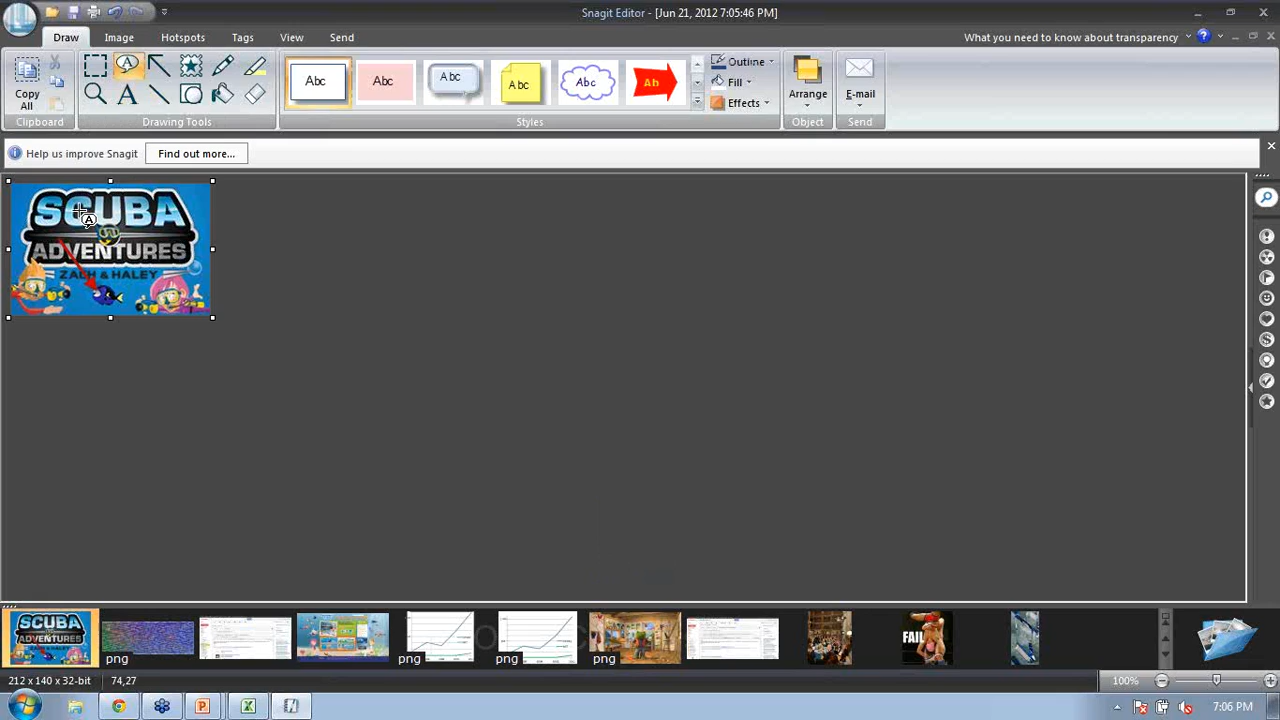 Snagit Editor - [Jun 21, 2012 7:05:46 PM]
Draw Image Hotspots Tags View Send
What you need to know about transparency
Copy All
Clipboard
A
Drawing Tools
Abc Abc Abc Abc Abc Ab
Styles
Outline
Fill
Effects
Arrange
Object
E-mail
Send
Help us improve Snagit Find out more...
SCUBA
ADVENTURES
ZACH & HALEY
SCUBA
ADVENTURES
png png png png FAIL
212 x 140 x 32-bit 74,27 100%
7:06 PM